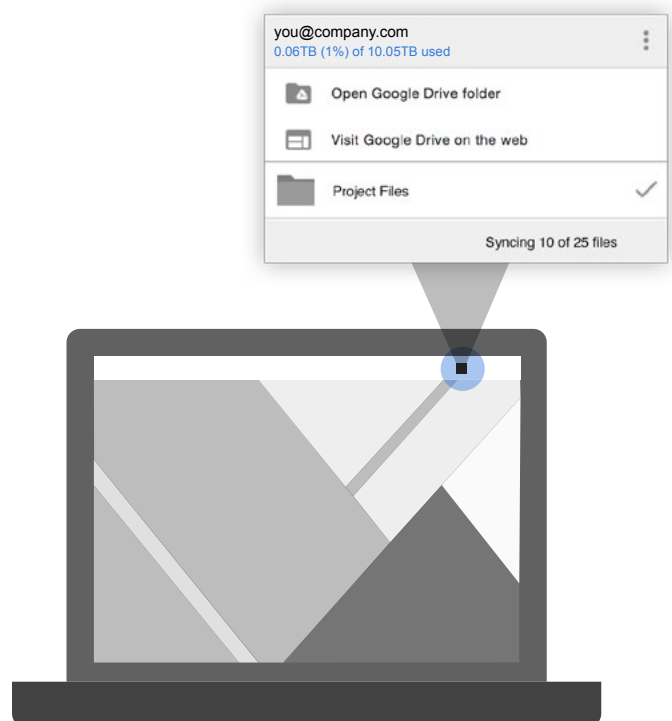 you@company.com
0.06TB (1%) of 10.05TB used
Open Google Drive folder
Visit Google Drive on the web
Project Files
Syncing 10 of 25 files